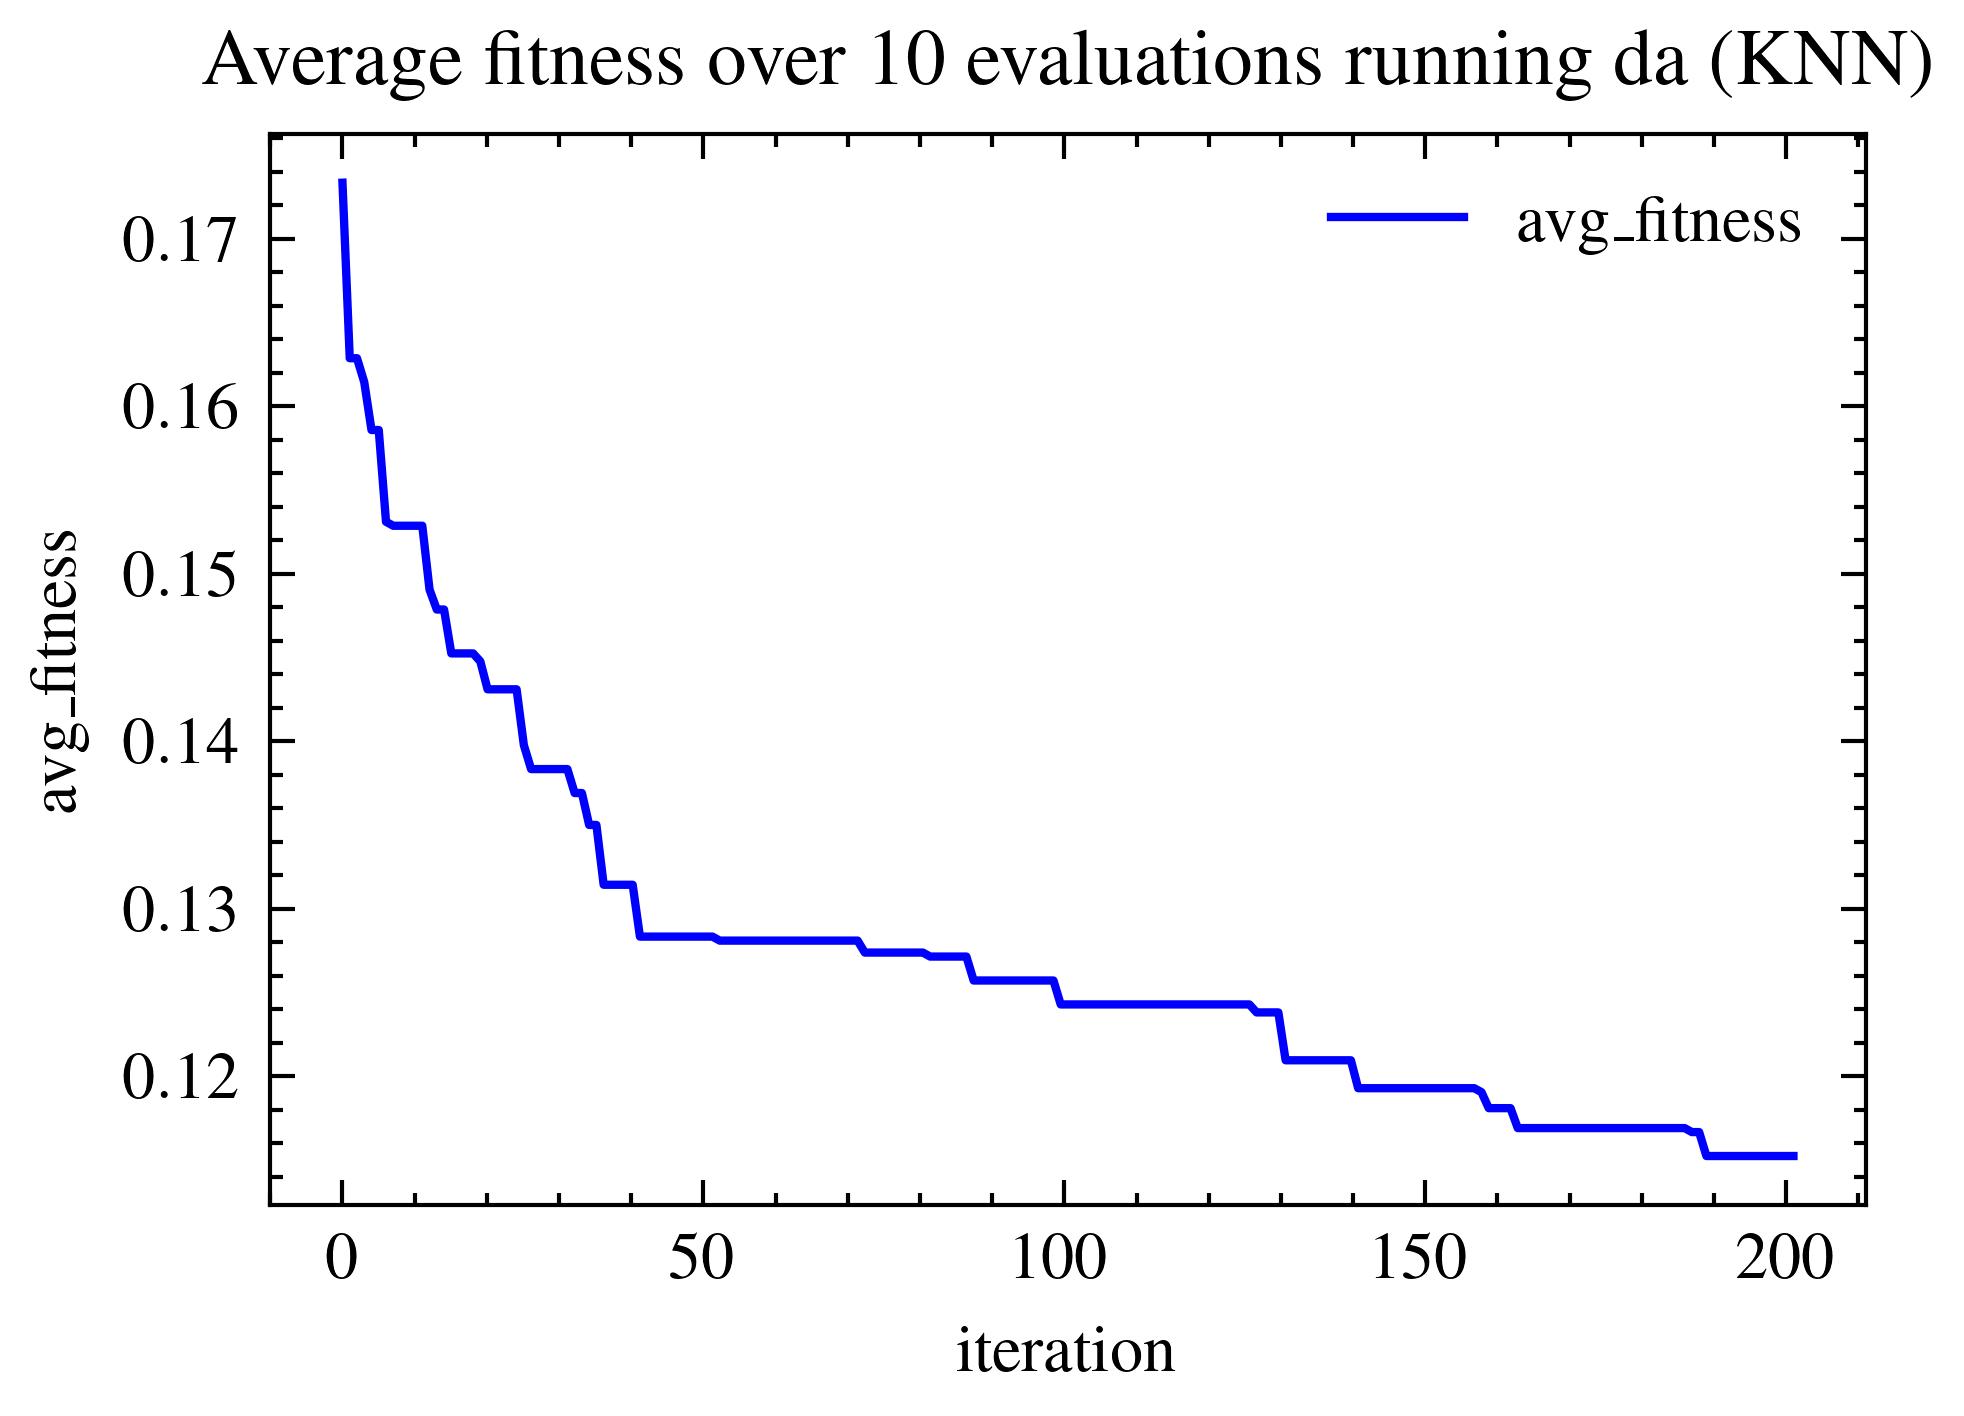 Average fitness over 10 evaluations running da (KNN)
avg_fitness
0.17
0.16
0.15
0.14
0.13
0.12
avg_fitness
0 50 100 150 200
iteration